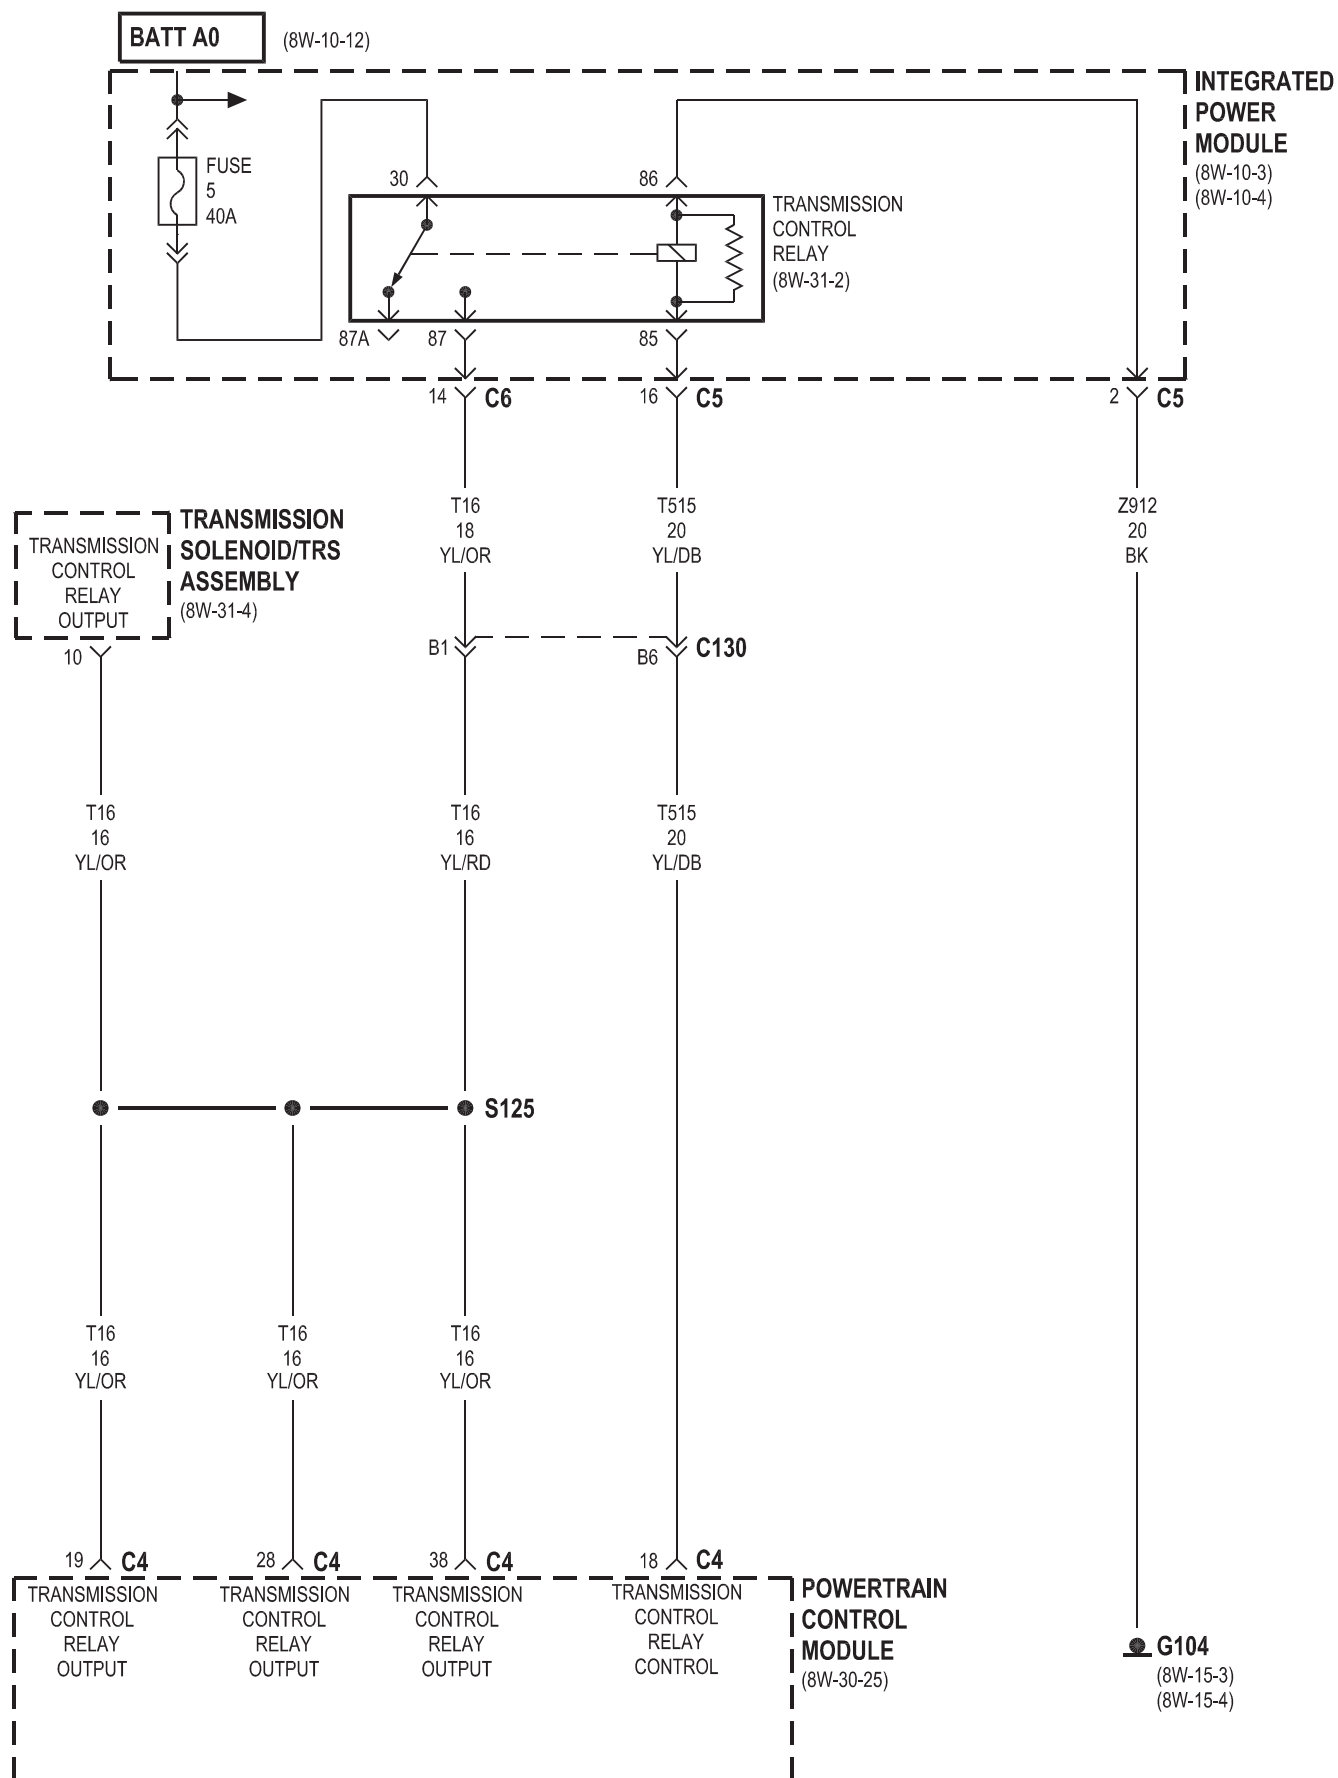 BATT A0
(8W-10-12)
INTEGRATED
POWER
MODULE
(8W-10-3)
(8W-10-4)
FUSE
5
40A
30
86
TRANSMISSION
CONTROL
RELAY
(8W-31-2)
87A
87
85
14 C6
16 C5
2 C5
T16
18
YL/OR
T515
20
YL/DB
Z912
20
BK
TRANSMISSION
SOLENOID/TRS
ASSEMBLY
(8W-31-4)
TRANSMISSION
CONTROL
RELAY
OUTPUT
10
B1
B6
C130
T16
16
YL/OR
T16
16
YL/RD
T515
20
YL/DB
S125
T16
16
YL/OR
T16
16
YL/OR
T16
16
YL/OR
19 C4
28 C4
38 C4
18 C4
TRANSMISSION
CONTROL
RELAY
OUTPUT
TRANSMISSION
CONTROL
RELAY
OUTPUT
TRANSMISSION
CONTROL
RELAY
OUTPUT
TRANSMISSION
CONTROL
RELAY
CONTROL
POWERTRAIN
CONTROL
MODULE
(8W-30-25)
G104
(8W-15-3)
(8W-15-4)